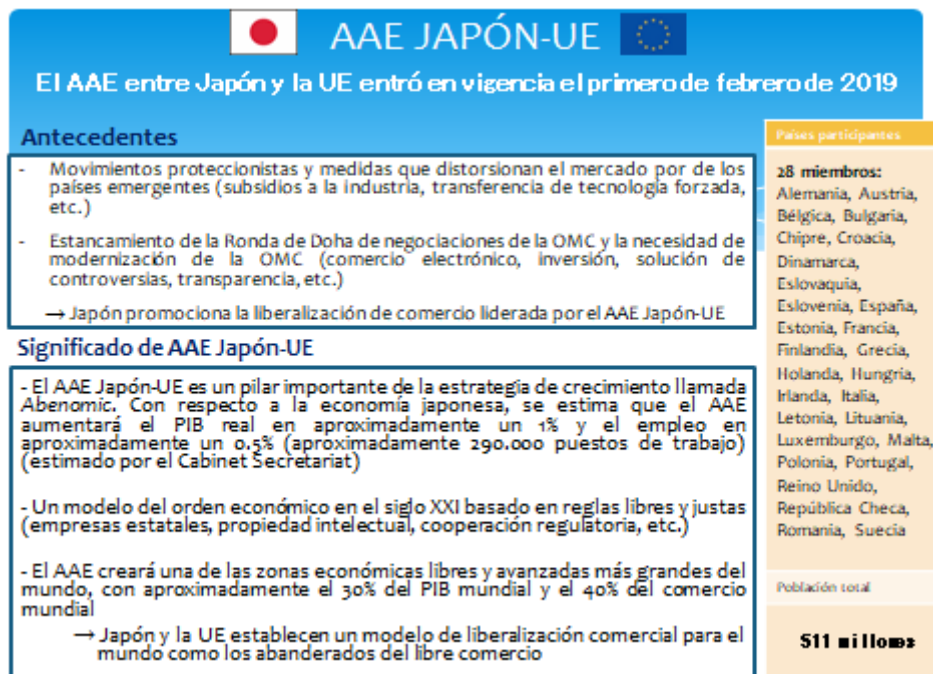 AAE JAPÓN-UE
El AAE entre Japón y la UE entró en vigencia el primero de febrero de 2019
Antecedentes
- Movimientos proteccionistas y medidas que distorsionan el mercado por de los
países emergentes (subsidios a la industria, transferencia de tecnología forzada,
etc.)
- Estancamiento de la Ronda de Doha de negociaciones de la OMC y la necesidad de
modernización de la OMC (comercio electrónico, inversión, solución de
controversias, transparencia, etc.)
→ Japón promociona la liberalización de comercio liderada por el AAE Japón-UE
Significado de AAE Japón-UE
- El AAE Japón-UE es un pilar importante de la estrategia de crecimiento llamada
Abenomic. Con respecto a la economía japonesa, se estima que el AAE
aumentará el PIB real en aproximadamente un 1% y el empleo en
aproximadamente un 0.5% (aproximadamente 290.000 puestos de trabajo)
(estimado por el Cabinet Secretariat)
- Un modelo del orden económico en el siglo XXI basado en reglas libres y justas
(empresas estatales, propiedad intelectual, cooperación regulatoria, etc.)
- El AAE creará una de las zonas económicas libres y avanzadas más grandes del
mundo, con aproximadamente el 30% del PIB mundial y el 40% del comercio
mundial
→ Japón y la UE establecen un modelo de liberalización comercial para el
mundo como los abanderados del libre comercio
Países participantes
28 miembros:
Alemania, Austria,
Bélgica, Bulgaria,
Chipre, Croacia,
Dinamarca,
Eslovaquia,
Eslovenia, España,
Estonia, Francia,
Finlandia, Grecia,
Holanda, Hungría,
Irlanda, Italia,
Letonia, Lituania,
Luxemburgo, Malta,
Polonia, Portugal,
Reino Unido,
República Checa,
Romania, Suecia
Población total
511 millones